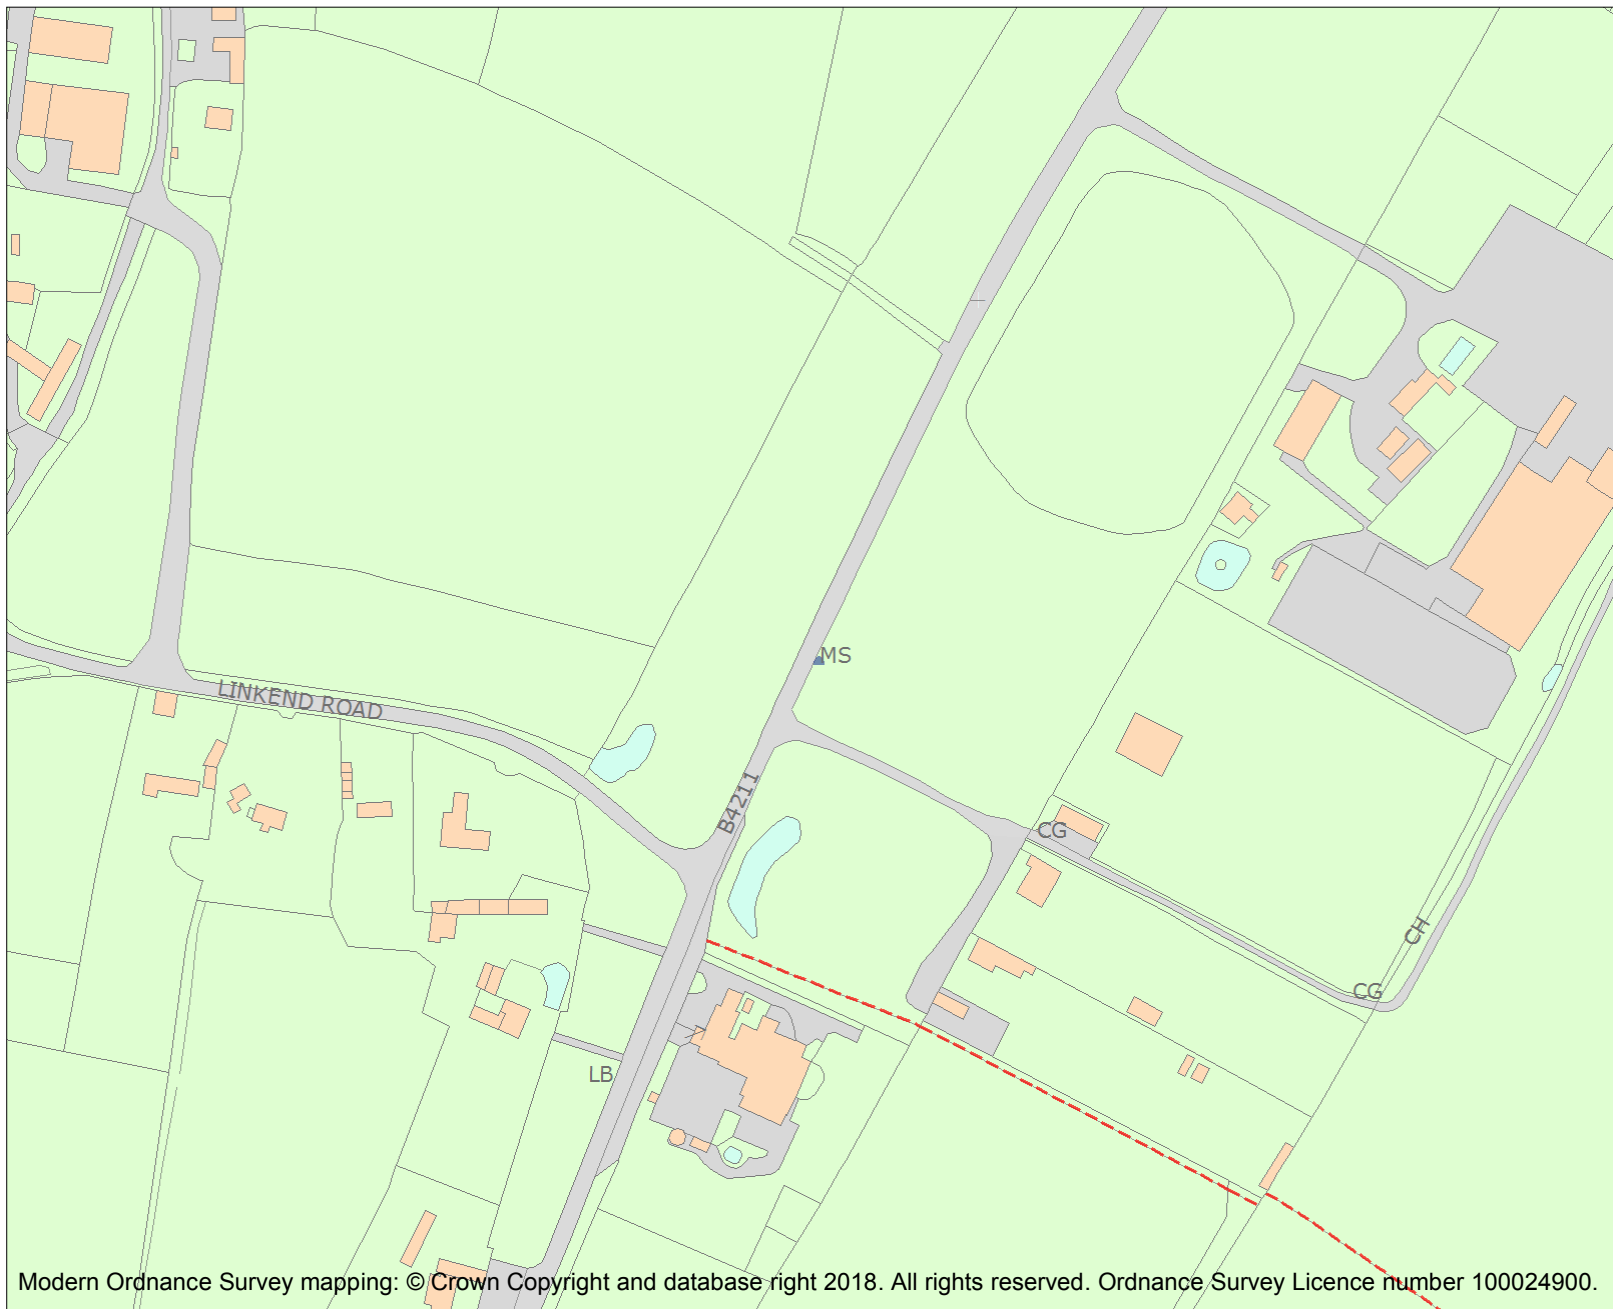 MS
LINKEND ROAD
B4211
CG
CH
CG
LB
Modern Ordnance Survey mapping: © Crown Copyright and database right 2018. All rights reserved. Ordnance Survey Licence number 100024900.